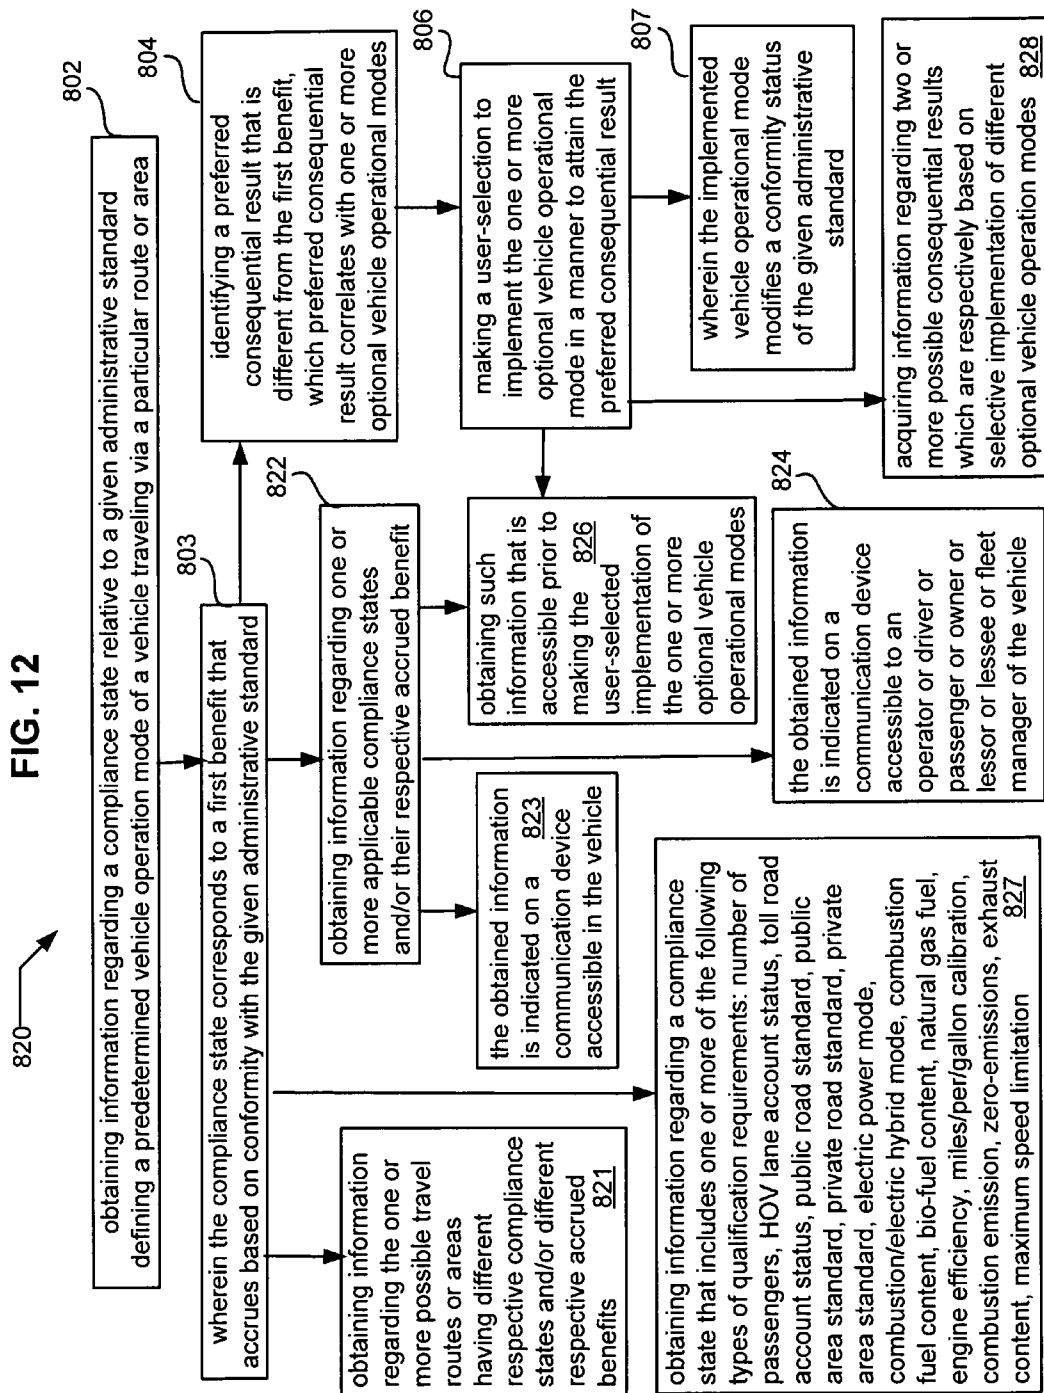 FIG. 12
820
802
obtaining information regarding a compliance state relative to a given administrative standard
defining a predetermined vehicle operation mode of a vehicle traveling via a particular route or area
803
wherein the compliance state corresponds to a first benefit that
accrues based on conformity with the given administrative standard
804
identifying a preferred
consequential result that is
different from the first benefit,
which preferred consequential
result correlates with one or more
optional vehicle operational modes
806
making a user-selection to
implement the one or more
optional vehicle operational
mode in a manner to attain the
preferred consequential result
807
wherein the implemented
vehicle operational mode
modifies a conformity status
of the given administrative
standard
822
obtaining information regarding one or
more applicable compliance states
and/or their respective accrued benefit
821
obtaining information
regarding the one or
more possible travel
routes or areas
having different
respective compliance
states and/or different
respective accrued
benefits
the obtained information
is indicated on a 823
communication device
accessible in the vehicle
obtaining such
information that is
accessible prior to
making the 826
user-selected
implementation of
the one or more
optional vehicle
operational modes
obtaining information regarding a compliance
state that includes one or more of the following
types of qualification requirements: number of
passengers, HOV lane account status, toll road
account status, public road standard, public
area standard, private road standard, private
area standard, electric power mode,
combustion/electric hybrid mode, combustion
fuel content, bio-fuel content, natural gas fuel,
engine efficiency, miles/per/gallon calibration,
combustion emission, zero-emissions, exhaust
content, maximum speed limitation 827
824
the obtained information
is indicated on a
communication device
accessible to an
operator or driver or
passenger or owner or
lessor or lessee or fleet
manager of the vehicle
acquiring information regarding two or
more possible consequential results
which are respectively based on
selective implementation of different
optional vehicle operation modes 828